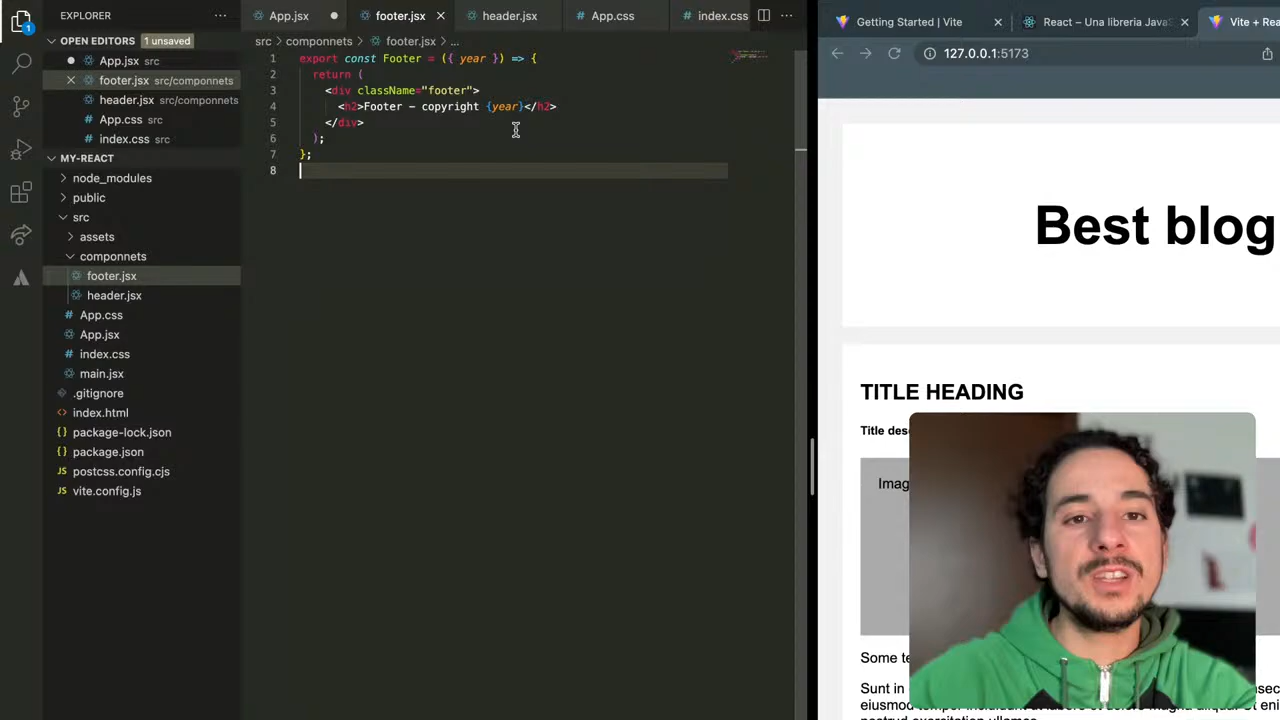 EXPLORER
OPEN EDITORS 1 unsaved
App.jsx src
footer.jsx src/componnets
header.jsx src/componnets
App.css src
index.css src
MY-REACT
node_modules
public
src
assets
componnets
footer.jsx
header.jsx
App.css
App.jsx
index.css
main.jsx
.gitignore
index.html
package-lock.json
package.json
postcss.config.cjs
vite.config.js
1
App.jsx
footer.jsx
header.jsx
App.css
index.css
src > componnets > footer.jsx > ...
1 export const Footer = ({ year }) => {
2 return (
3 <div className="footer">
4 <h2>Footer - copyright {year}</h2>
5 </div>
6 );
7 };
8
Getting Started | Vite
React – Una libreria Java
Vite + Rea
127.0.0.1:5173
Best blog
TITLE HEADING
Title des
Imag
Some te
Sunt in